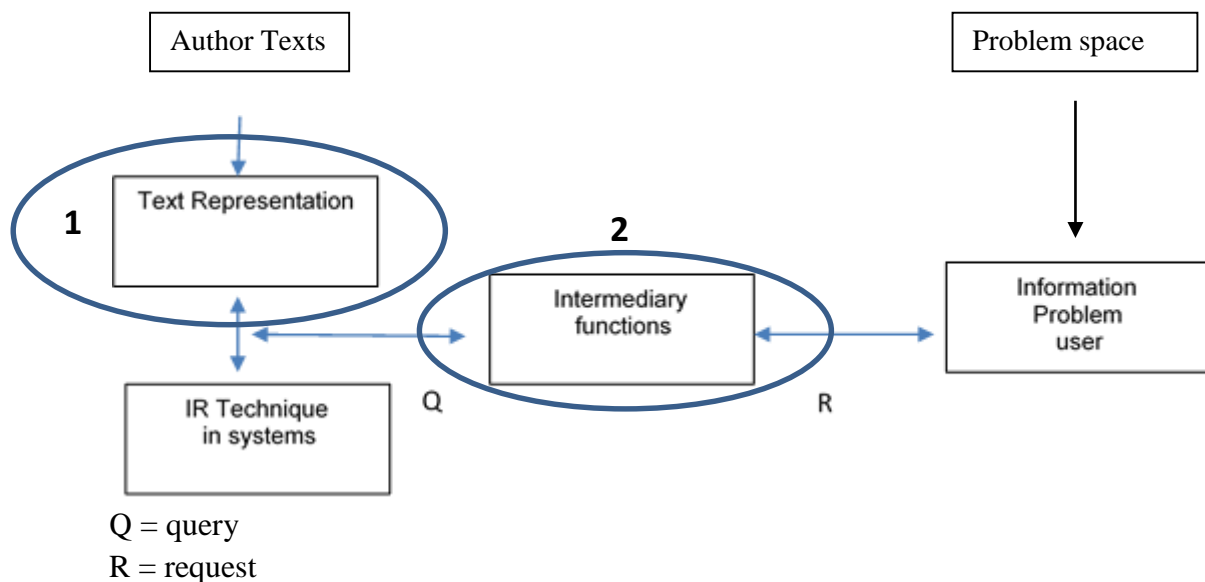 Author Texts
Problem space
1
Text Representation
2
Intermediary
functions
Information
Problem
user
IR Technique
in systems
Q
R
Q = query
R = request